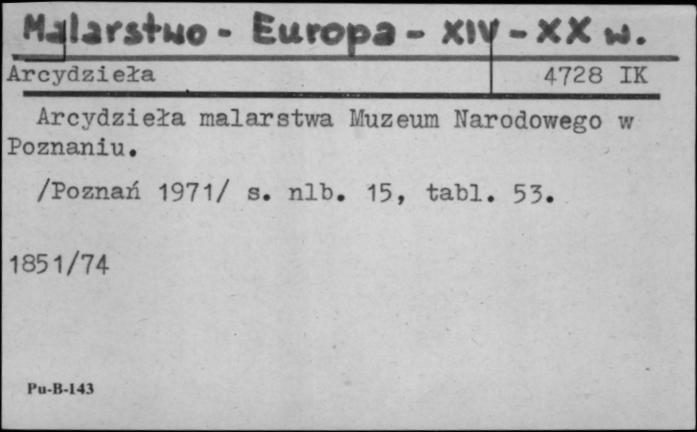 Malarstwo - Europa - XIV - XX w.
Arcydzieła 4728 IK
Arcydzieła malarstwa Muzeum Narodowego w
Poznaniu.
/Poznań 1971/ s. nlb. 15, tabl. 53.
1851/74
Pu-B-143